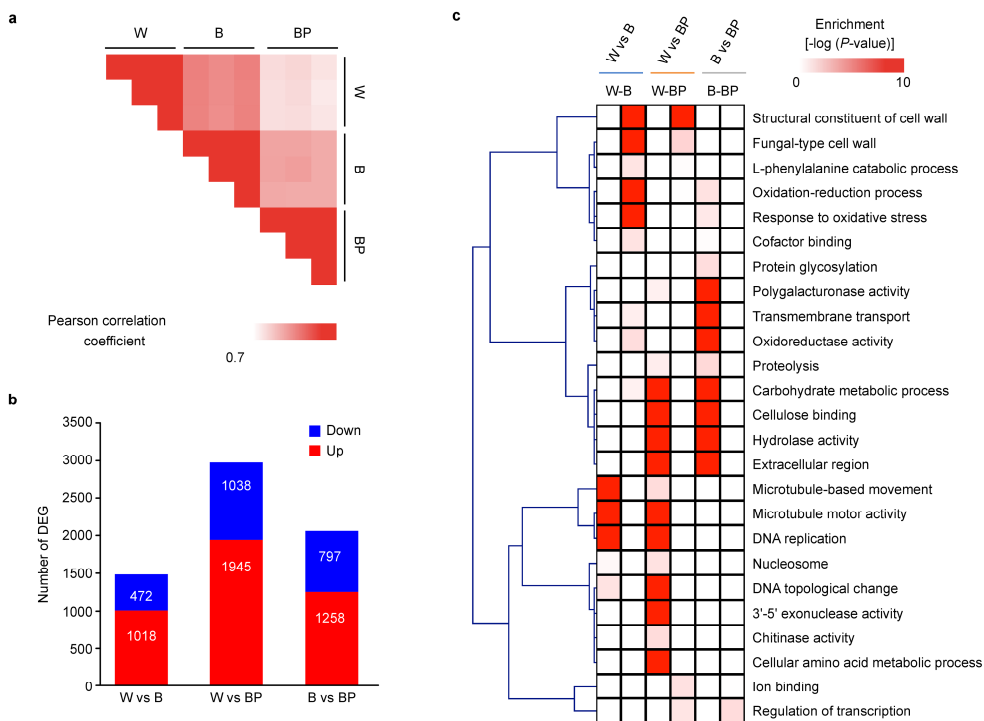 a
W B BP
W
B
BP
Pearson correlation
coefficient
0.7
b
Number of DEG
3500
3000
2500
2000
1500
1000
500
0
Down
Up
472
1018
1038
1945
797
1258
W vs B W vs BP B vs BP
c
W vs B W vs BP B vs BP
W-B W-BP B-BP
Enrichment
[-log (P-value)]
0 10
Structural constituent of cell wall
Fungal-type cell wall
L-phenylalanine catabolic process
Oxidation-reduction process
Response to oxidative stress
Cofactor binding
Protein glycosylation
Polygalacturonase activity
Transmembrane transport
Oxidoreductase activity
Proteolysis
Carbohydrate metabolic process
Cellulose binding
Hydrolase activity
Extracellular region
Microtubule-based movement
Microtubule motor activity
DNA replication
Nucleosome
DNA topological change
3'-5' exonuclease activity
Chitinase activity
Cellular amino acid metabolic process
Ion binding
Regulation of transcription